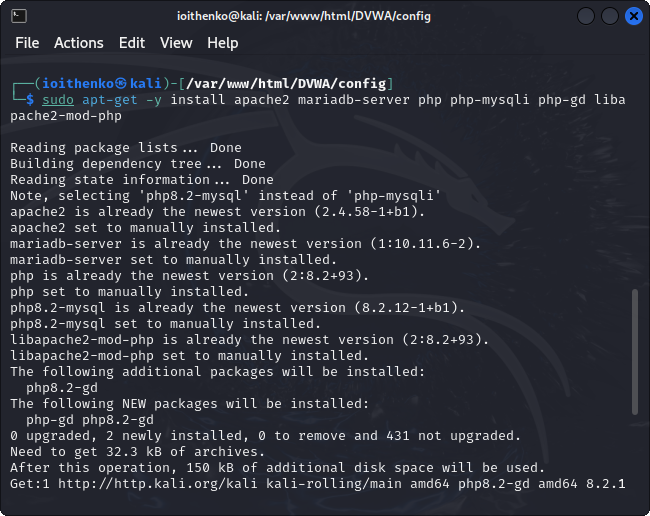 ioithenko@kali: /var/www/html/DVWA/config
File Actions Edit View Help
┌──(ioithenko㉿kali)-[/var/www/html/DVWA/config]
└─$ sudo apt-get -y install apache2 mariadb-server php php-mysqli php-gd liba
pache2-mod-php
Reading package lists... Done
Building dependency tree... Done
Reading state information... Done
Note, selecting 'php8.2-mysql' instead of 'php-mysqli'
apache2 is already the newest version (2.4.58-1+b1).
apache2 set to manually installed.
mariadb-server is already the newest version (1:10.11.6-2).
mariadb-server set to manually installed.
php is already the newest version (2:8.2+93).
php set to manually installed.
php8.2-mysql is already the newest version (8.2.12-1+b1).
php8.2-mysql set to manually installed.
libapache2-mod-php is already the newest version (2:8.2+93).
libapache2-mod-php set to manually installed.
The following additional packages will be installed:
php8.2-gd
The following NEW packages will be installed:
php-gd php8.2-gd
0 upgraded, 2 newly installed, 0 to remove and 431 not upgraded.
Need to get 32.3 kB of archives.
After this operation, 150 kB of additional disk space will be used.
Get:1 http://http.kali.org/kali kali-rolling/main amd64 php8.2-gd amd64 8.2.1